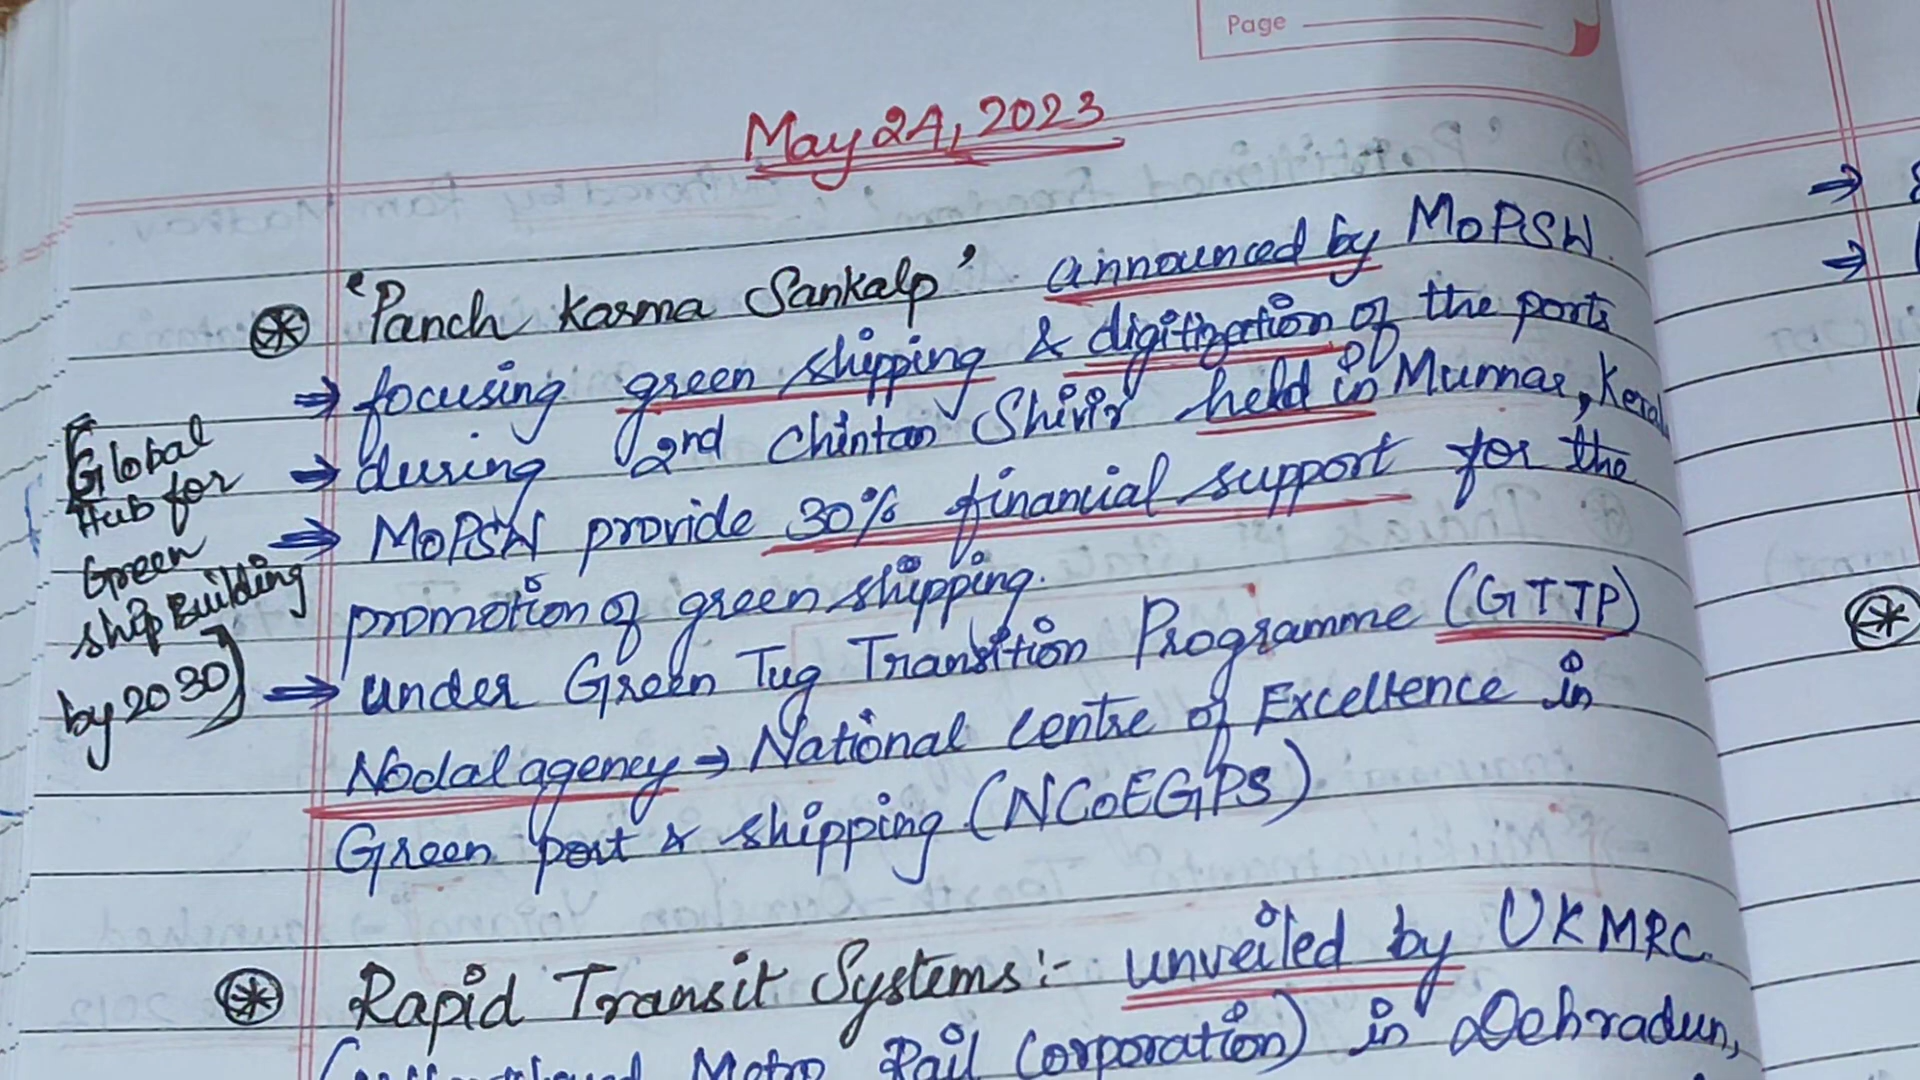 Page
May 24, 2023
'Panch Karma Sankalp' announced by MoPSW.
⇒ focusing green shipping & digitization of the ports
⇒ during 2nd Chintan Shivir held in Munnar, Kerala
⇒ MoPSW provide 30% financial support for the
promotion of green shipping.
⇒ under Green Tug Transition Programme (GTTP)
Nodal agency → National Centre of Excellence in
Green port & shipping (NCoEGPS)
[Global
Hub for
Green
ship Building
by 2030]
Rapid Transit Systems:- unveiled by UKMRC
Metro Rail Corporation) in Dehradun,